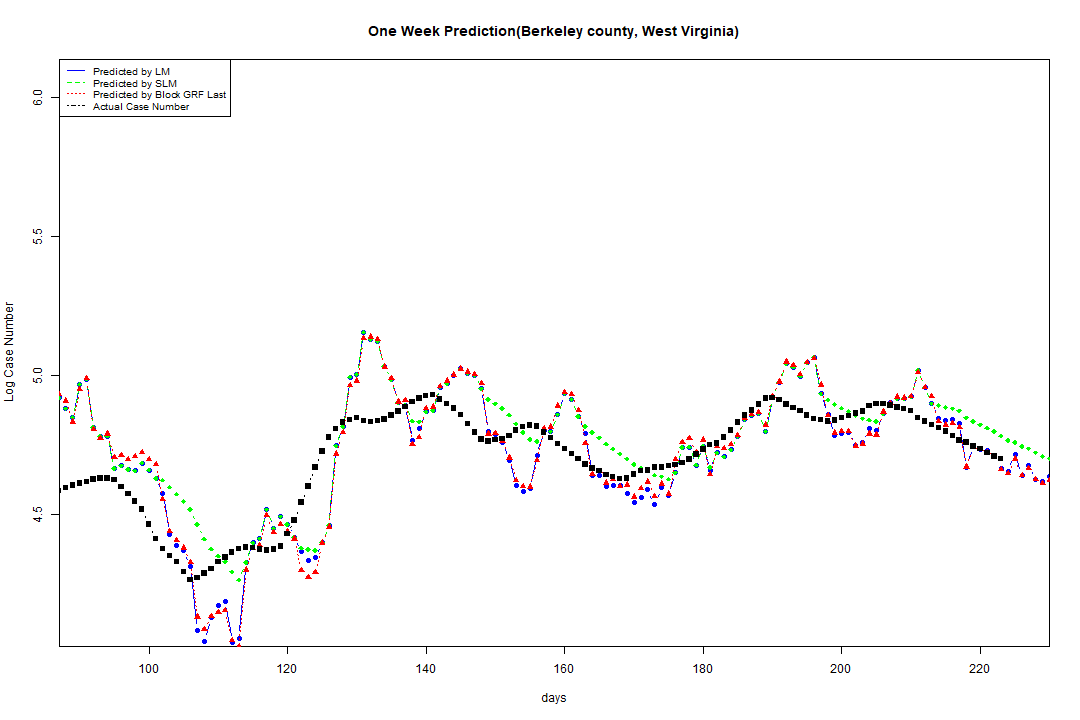 One Week Prediction(Berkeley county, West Virginia)
Predicted by LM
Predicted by SLM
Predicted by Block GRF Last
Actual Case Number
6.0
5.5
5.0
4.5
Log Case Number
100 120 140 160 180 200 220
days